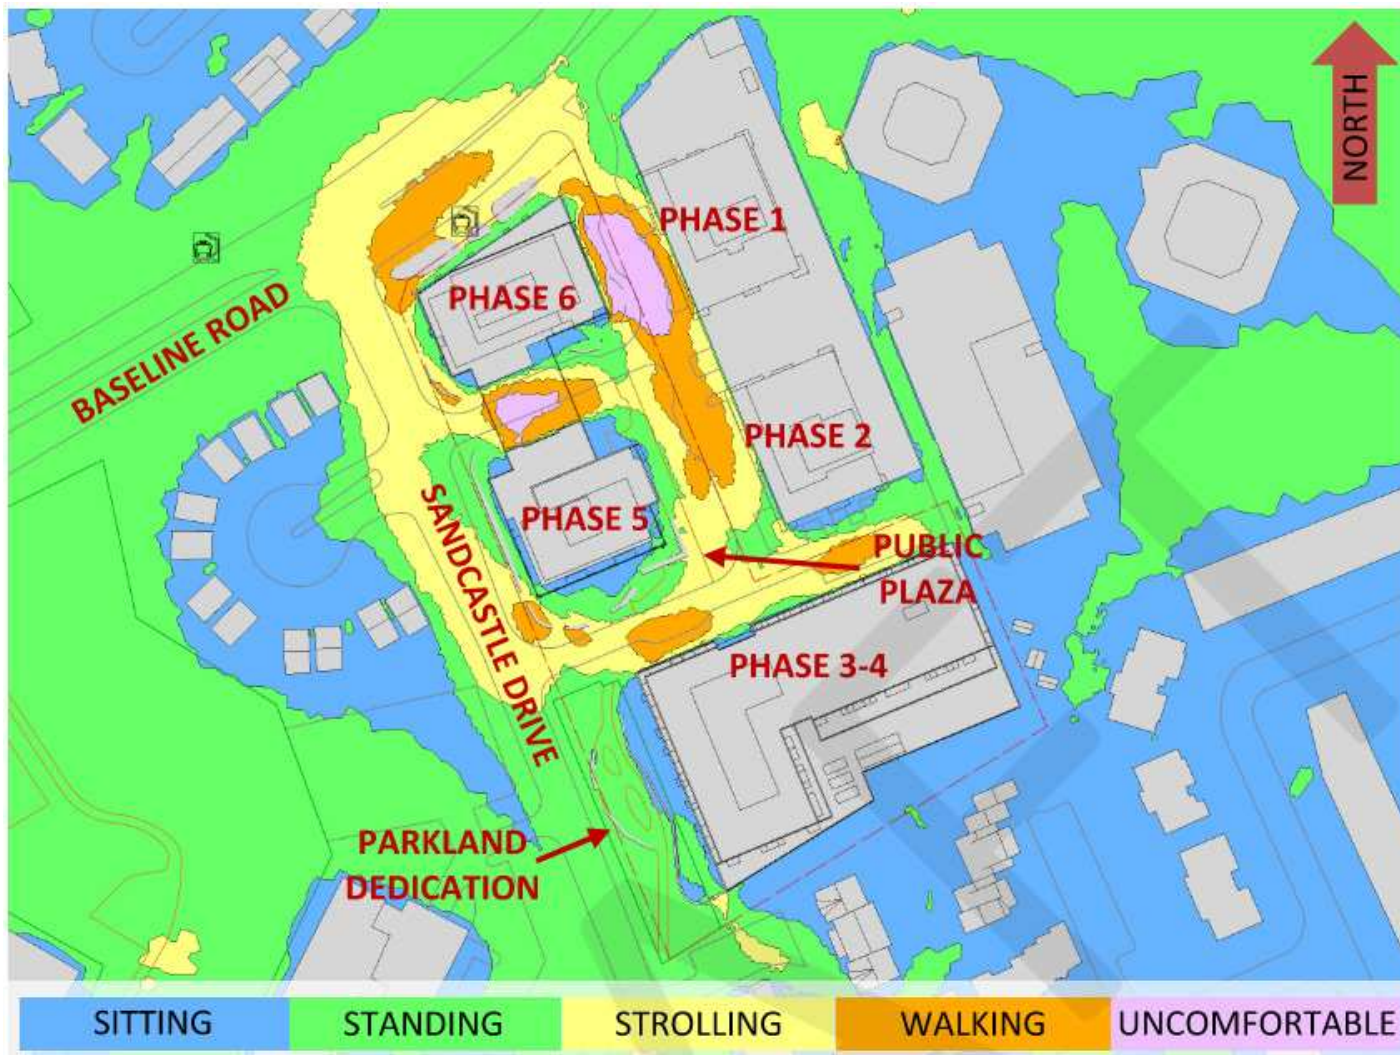 NORTH
PHASE 1
PHASE 6
BASELINE ROAD
PHASE 2
PHASE 5
SANDCASTLE DRIVE
PUBLIC
PLAZA
PHASE 3-4
PARKLAND
DEDICATION
SITTING
STANDING
STROLLING
WALKING
UNCOMFORTABLE